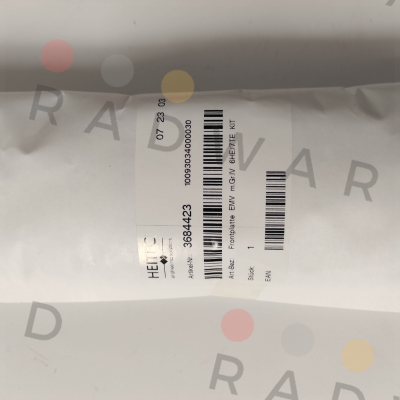 07 23 03
HEITEC
Artikel-Nr.: 3684423 10093034000030
Art.Bez.: Frontplatte EMV m.Gr.IV 6HE/7TE KIT
Stück: 1
EAN:
RADWAR
D
RADWAR